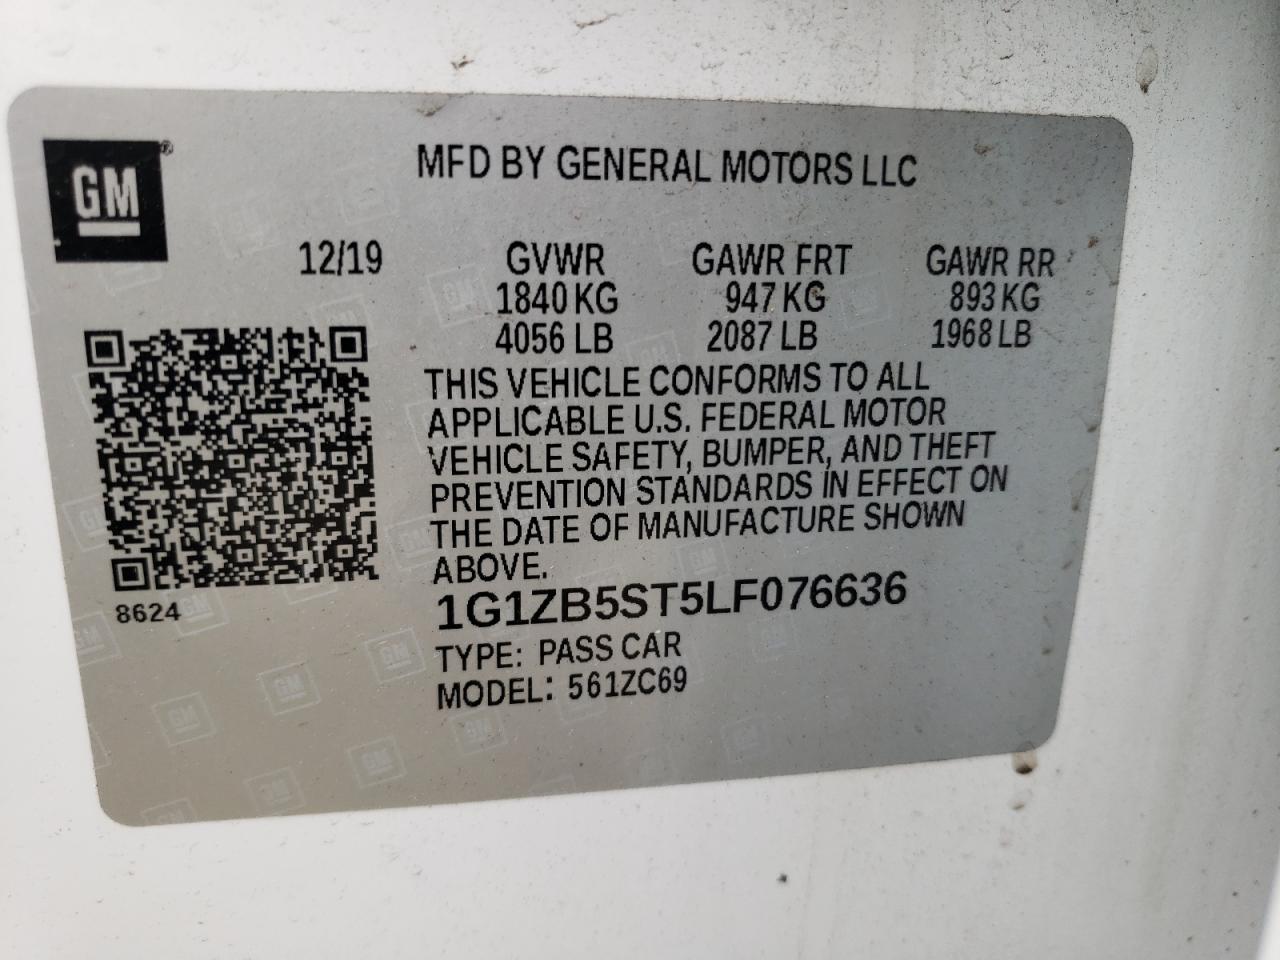 GM®
MFD BY GENERAL MOTORS LLC
12/19 GVWR GAWR FRT GAWR RR
1840 KG 947 KG 893 KG
4056 LB 2087 LB 1968 LB
THIS VEHICLE CONFORMS TO ALL
APPLICABLE U.S. FEDERAL MOTOR
VEHICLE SAFETY, BUMPER, AND THEFT
PREVENTION STANDARDS IN EFFECT ON
THE DATE OF MANUFACTURE SHOWN
ABOVE.
8624
1G1ZB5ST5LF076636
TYPE: PASS CAR
MODEL: 561ZC69